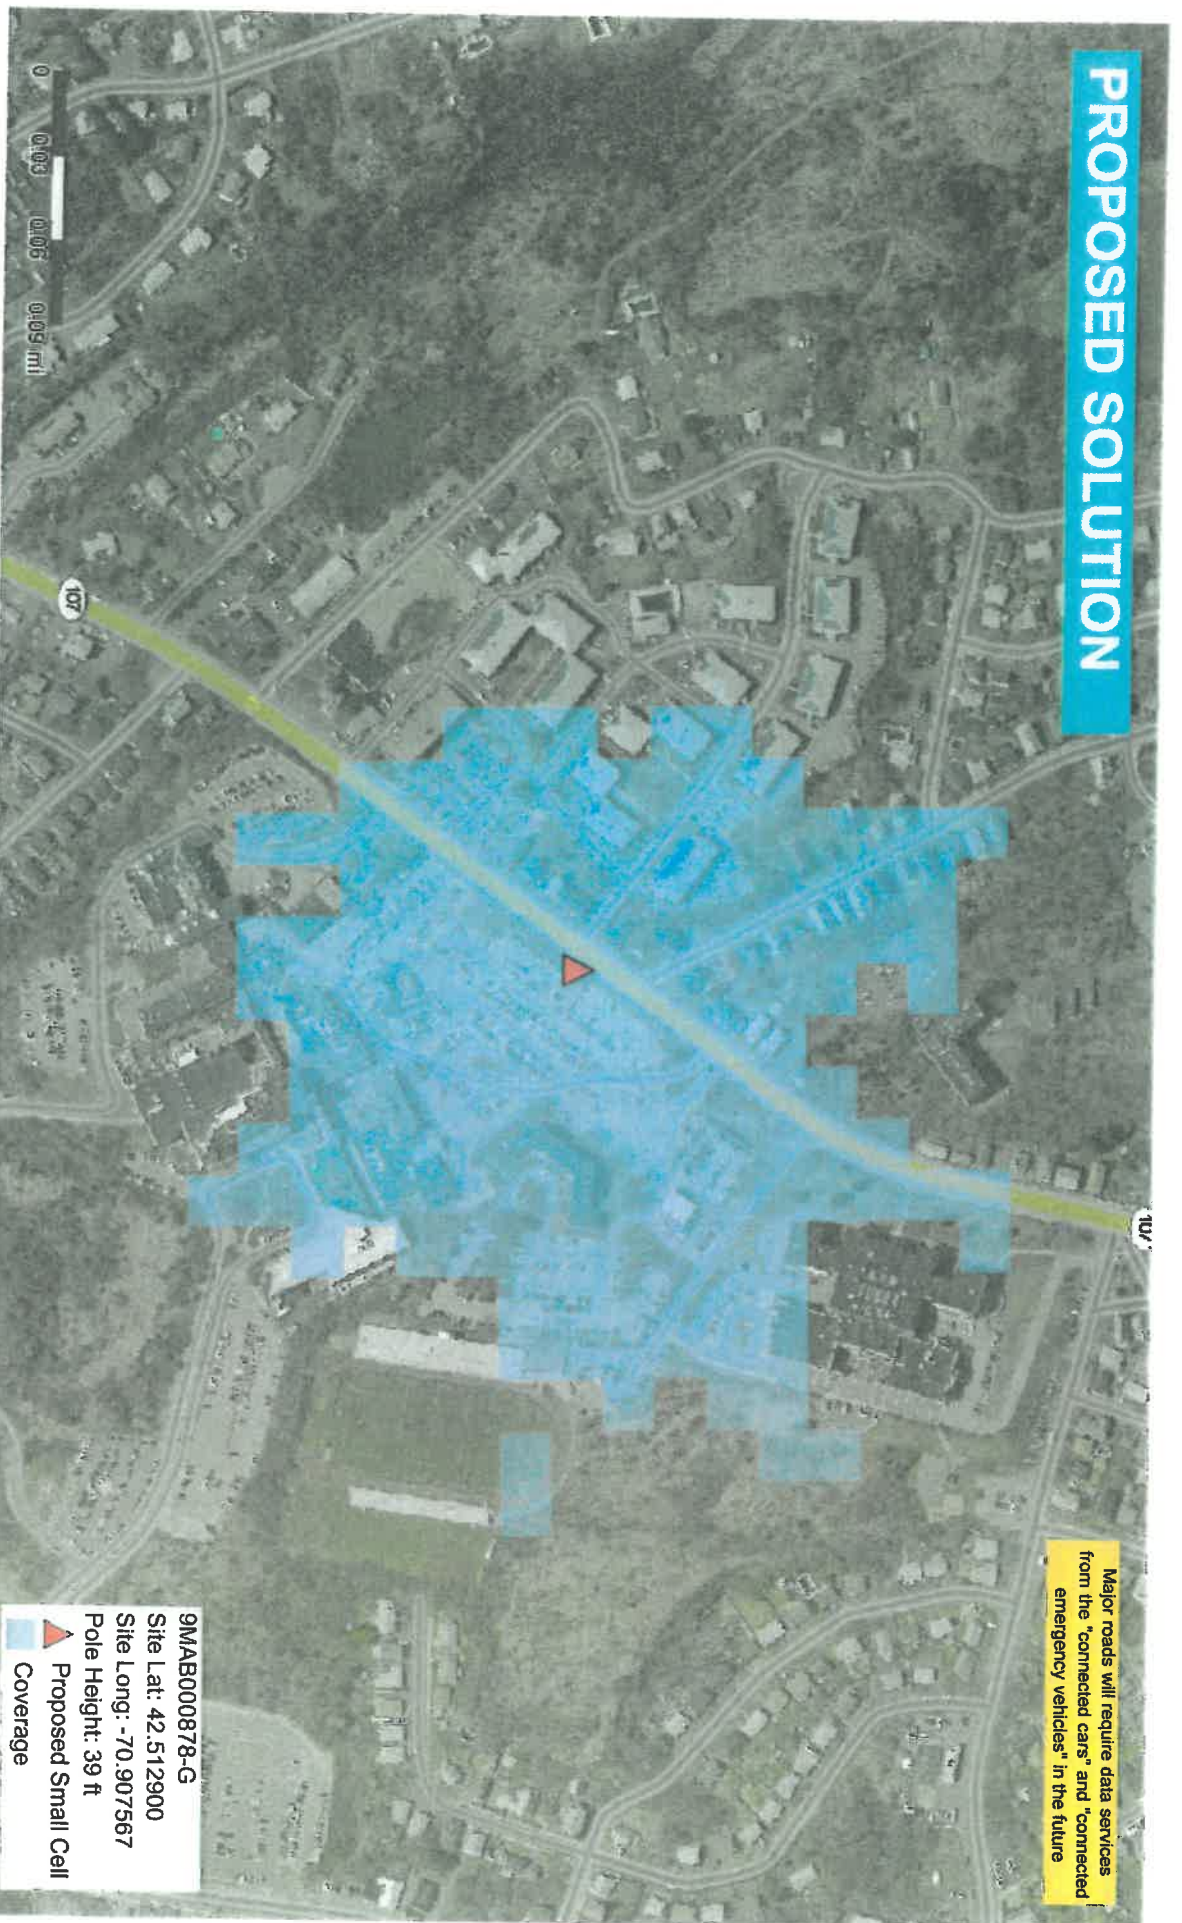 PROPOSED SOLUTION
Major roads will require data services
from the "connected cars" and "connected
emergency vehicles" in the future
107
107
0 0.03 0.06 0.09 mi
9MAB000878-G
Site Lat: 42.512900
Site Long: -70.907567
Pole Height: 39 ft
Proposed Small Cell
Coverage